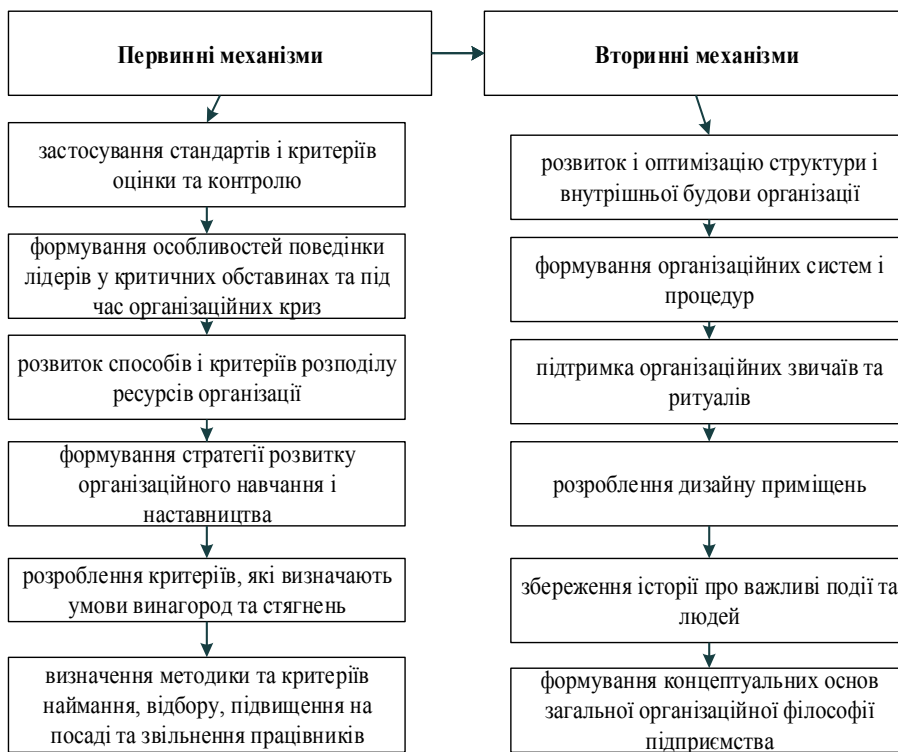 Первинні механізми
застосування стандартів і критеріїв
оцінки та контролю
формування особливостей поведінки
лідерів у критичних обставинах та під
час організаційних криз
розвиток способів і критеріїв розподілу
ресурсів організації
формування стратегії розвитку
організаційного навчання і
наставництва
розроблення критеріїв, які визначають
умови винагород та стягнень
визначення методики та критеріїв
наймання, відбору, підвищення на
посаді та звільнення працівників
Вторинні механізми
розвиток і оптимізацію структури і
внутрішньої будови організації
формування організаційних систем і
процедур
підтримка організаційних звичаїв та
ритуалів
розроблення дизайну приміщень
збереження історії про важливі події та
людей
формування концептуальних основ
загальної організаційної філософії
підприємства